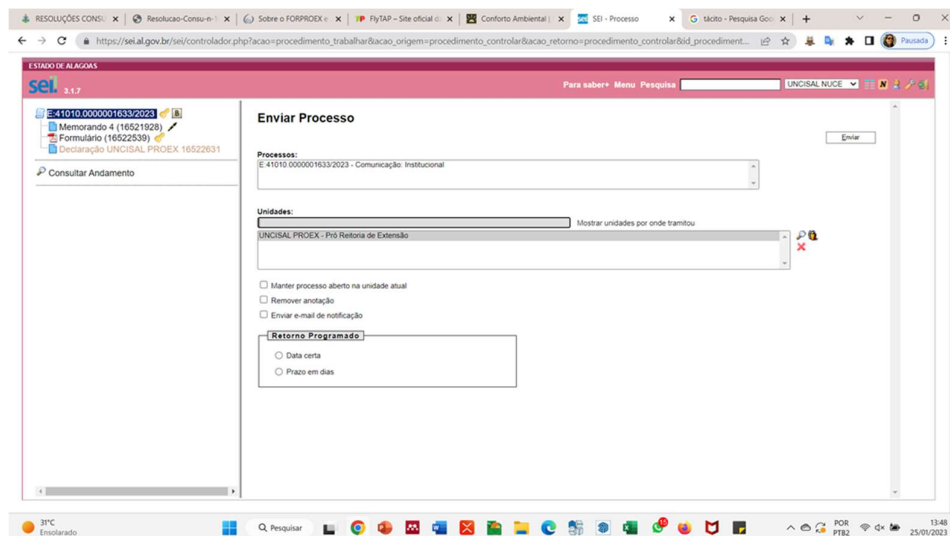 RESOLUÇÕES CONSU
Resolucao-Consu-n-1
Sobre o FORPROEX e
FlyTAP – Site oficial d
Conforto Ambiental |
SEI - Processo
tácito - Pesquisa Goo
https://sei.al.gov.br/sei/controlador.php?acao=procedimento_trabalhar&acao_origem=procedimento_controlar&acao_retorno=procedimento_controlar&id_procediment...
Pausada
ESTADO DE ALAGOAS
sei. 3.1.7
Para saber+ Menu Pesquisa
UNCISAL NUCE
E:41010.0000001633/2023
Memorando 4 (16521928)
Formulário (16522539)
Declaração UNCISAL PROEX 16522631
Consultar Andamento
Enviar Processo
Enviar
Processos:
E:41010.0000001633/2023 - Comunicação: Institucional
Unidades:
Mostrar unidades por onde tramitou
UNCISAL PROEX - Pró Reitoria de Extensão
Manter processo aberto na unidade atual
Remover anotação
Enviar e-mail de notificação
Retorno Programado
Data certa
Prazo em dias
31°C
Ensolarado
Pesquisar
POR
PTB2
13:48
25/01/2023